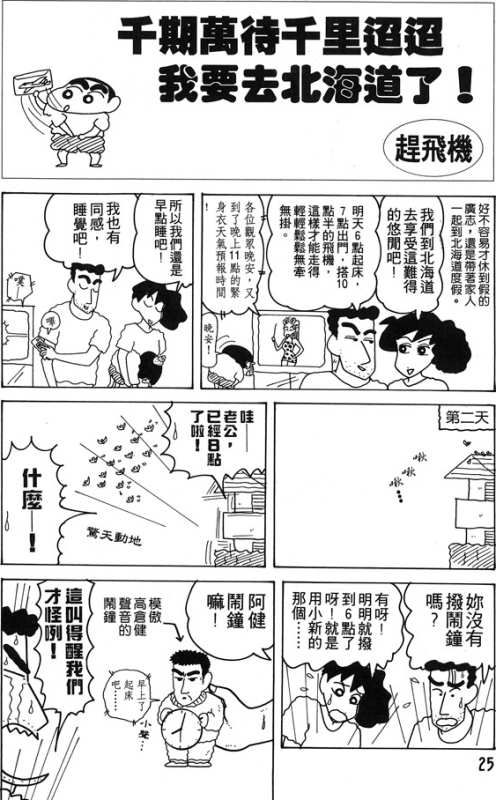 千期萬待千里迢迢
我要去北海道了！
趕飛機
好不容易才休到假的
廣志，還是帶著家人
一起到北海道度假。
我們到北海道
去享受這難得
的悠閒吧！
明天6點起床，
7點出門，搭10
點半的飛機，
這樣才能走得
輕輕鬆鬆無牽
無掛。
各位觀眾晚安，又
到了晚上11點的緊
身衣天氣預報時間
晚安！
所以我們還是
早點睡吧！
我也有
同感，
睡覺吧！
第二天
啾
啾
啾
哇—
老公，
已經8點
了啦！
驚天動地
什麼——！
妳沒有
撥鬧鐘
嗎？
有呀！
明明就撥
到6點了
呀！就是
用小新的
那個……
阿健
鬧鐘
嘛！
模倣
高倉健
聲音的
鬧鐘
早上了，
起床
吧……
小聲…
這叫得醒我們
才怪咧！
25